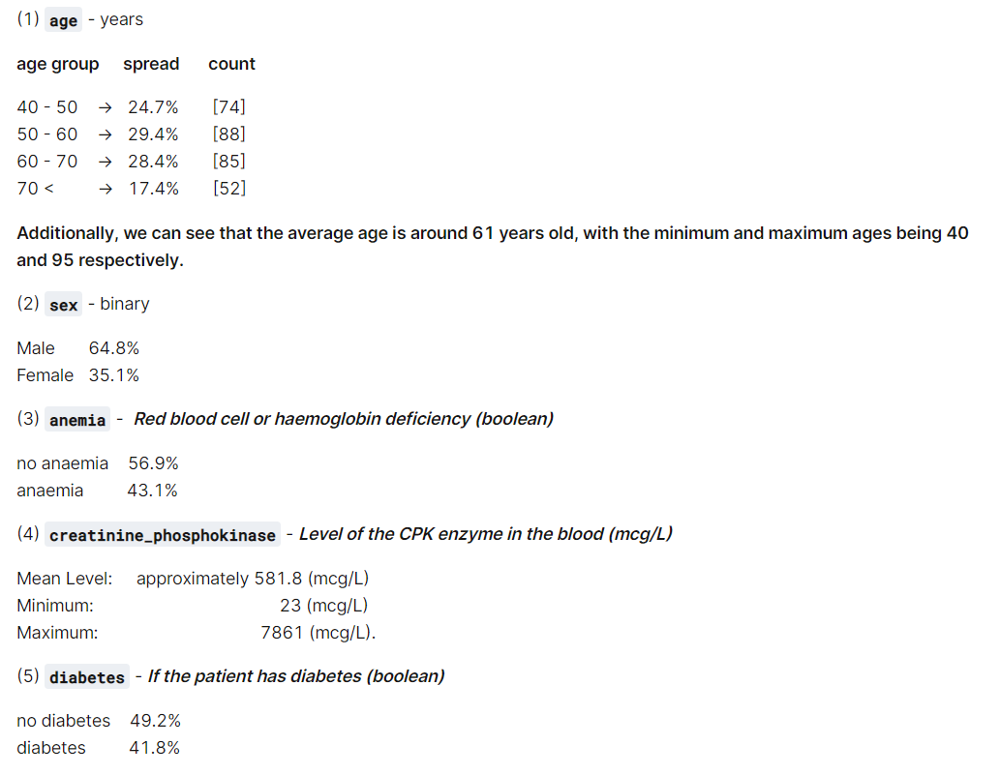 (1) age - years
age group spread count
40 - 50 → 24.7% [74]
50 - 60 → 29.4% [88]
60 - 70 → 28.4% [85]
70 < → 17.4% [52]
Additionally, we can see that the average age is around 61 years old, with the minimum and maximum ages being 40
and 95 respectively.
(2) sex - binary
Male 64.8%
Female 35.1%
(3) anemia - Red blood cell or haemoglobin deficiency (boolean)
no anaemia 56.9%
anaemia 43.1%
(4) creatinine_phosphokinase - Level of the CPK enzyme in the blood (mcg/L)
Mean Level: approximately 581.8 (mcg/L)
Minimum: 23 (mcg/L)
Maximum: 7861 (mcg/L).
(5) diabetes - If the patient has diabetes (boolean)
no diabetes 49.2%
diabetes 41.8%